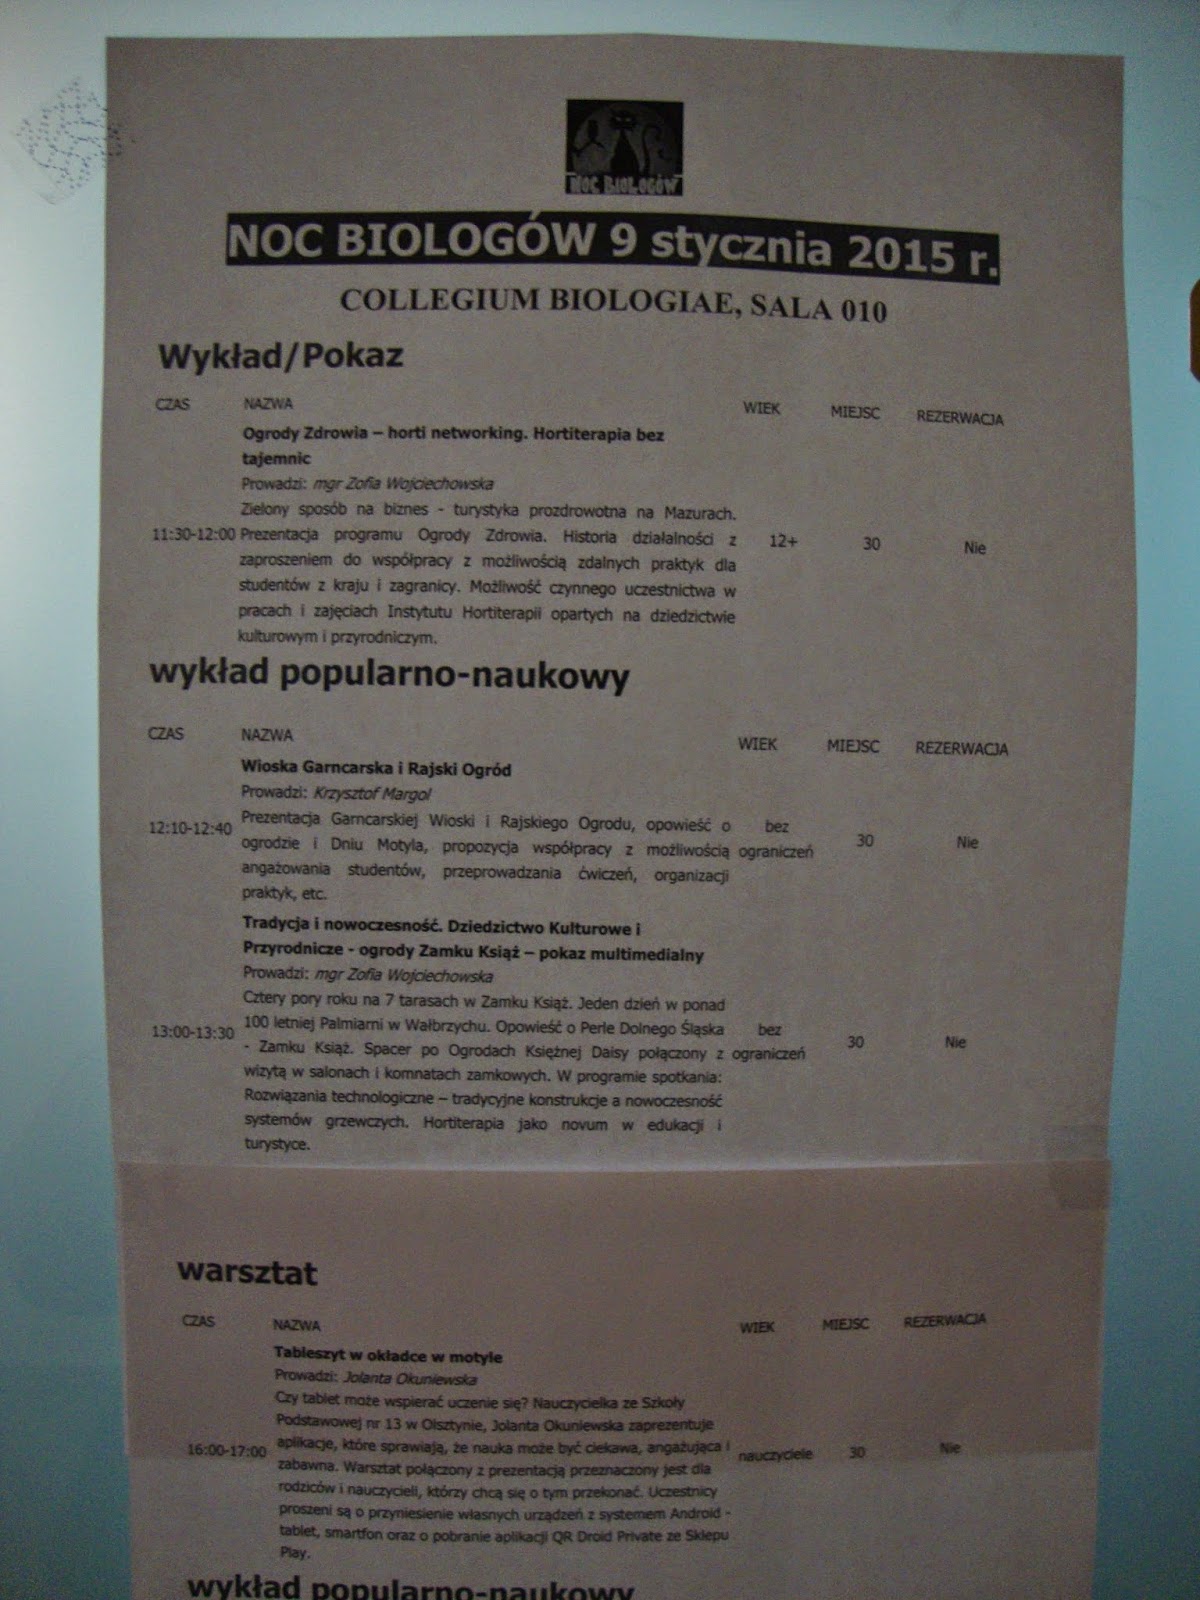 NOC BIOLOGÓW
NOC BIOLOGÓW 9 stycznia 2015 r.
COLLEGIUM BIOLOGIAE, SALA 010
Wykład/Pokaz
CZAS NAZWA WIEK MIEJSC REZERWACJA
Ogrody Zdrowia – horti networking. Hortiterapia bez
tajemnic
Prowadzi: mgr Zofia Wojciechowska
Zielony sposób na biznes - turystyka prozdrowotna na Mazurach.
11:30-12:00 Prezentacja programu Ogrody Zdrowia. Historia działalności z 12+ 30 Nie
zaproszeniem do współpracy z możliwością zdalnych praktyk dla
studentów z kraju i zagranicy. Możliwość czynnego uczestnictwa w
pracach i zajęciach Instytutu Hortiterapii opartych na dziedzictwie
kulturowym i przyrodniczym.
wykład popularno-naukowy
CZAS NAZWA WIEK MIEJSC REZERWACJA
Wioska Garncarska i Rajski Ogród
Prowadzi: Krzysztof Margol
Prezentacja Garncarskiej Wioski i Rajskiego Ogrodu, opowieść o bez
12:10-12:40 ogrodzie i Dniu Motyla, propozycja współpracy z możliwością ograniczeń 30 Nie
angażowania studentów, przeprowadzania ćwiczeń, organizacji
praktyk, etc.
Tradycja i nowoczesność. Dziedzictwo Kulturowe i
Przyrodnicze - ogrody Zamku Książ – pokaz multimedialny
Prowadzi: mgr Zofia Wojciechowska
Cztery pory roku na 7 tarasach w Zamku Książ. Jeden dzień w ponad
13:00-13:30 100 letniej Palmiarni w Wałbrzychu. Opowieść o Perle Dolnego Śląska bez 30 Nie
- Zamku Książ. Spacer po Ogrodach Księżnej Daisy połączony z ograniczeń
wizytą w salonach i komnatach zamkowych. W programie spotkania:
Rozwiązania technologiczne – tradycyjne konstrukcje a nowoczesność
systemów grzewczych. Hortiterapia jako novum w edukacji i
turystyce.
warsztat
CZAS NAZWA WIEK MIEJSC REZERWACJA
Tableszyt w okładce w motyle
Prowadzi: Jolanta Okuniewska
Czy tablet może wspierać uczenie się? Nauczycielka ze Szkoły
Podstawowej nr 13 w Olsztynie, Jolanta Okuniewska zaprezentuje
16:00-17:00 aplikacje, które sprawiają, że nauka może być ciekawa, angażująca i nauczyciele 30 Nie
zabawna. Warsztat połączony z prezentacją przeznaczony jest dla
rodziców i nauczycieli, którzy chcą się o tym przekonać. Uczestnicy
proszeni są o przyniesienie własnych urządzeń z systemem Android -
tablet, smartfon oraz o pobranie aplikacji QR Droid Private ze Sklepu
Play.
wykład popularno-naukowy